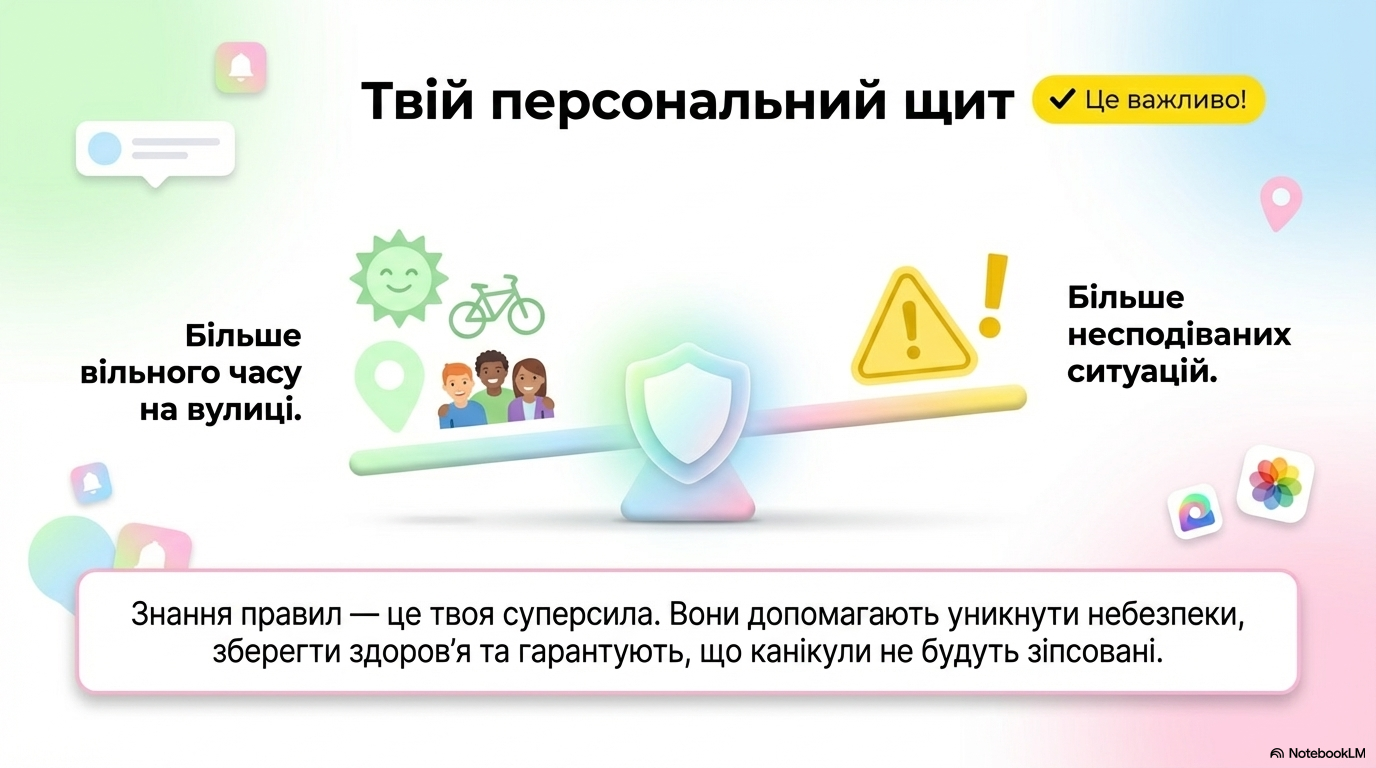 Твій персональний щит
✔ Це важливо!
Більше
вільного часу
на вулиці.
Більше
несподіваних
ситуацій.
Знання правил — це твоя суперсила. Вони допомагають уникнути небезпеки,
зберегти здоров’я та гарантують, що канікули не будуть зіпсовані.
NotebookLM